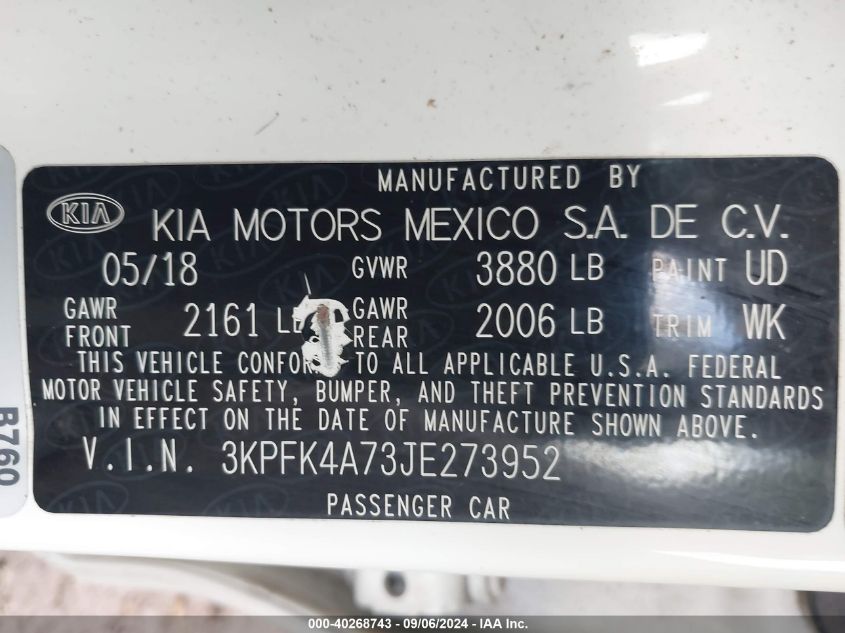 MANUFACTURED BY
KIA KIA MOTORS MEXICO S.A. DE C.V.
05/18 GVWR 3880 LB PAINT UD
GAWR FRONT 2161 GAWR REAR 2006 LB TRIM WK
THIS VEHICLE TO ALL APPLICABLE U.S.A. FEDERAL
MOTOR VEHICLE SAFETY, BUMPER, AND THEFT PREVENTION STANDARDS
IN EFFECT ON THE DATE OF MANUFACTURE SHOWN ABOVE.
V.I.N. 3KPFK4A73JE273952
PASSENGER CAR
B760
000-40268743 - 09/06/2024 - IAA Inc.